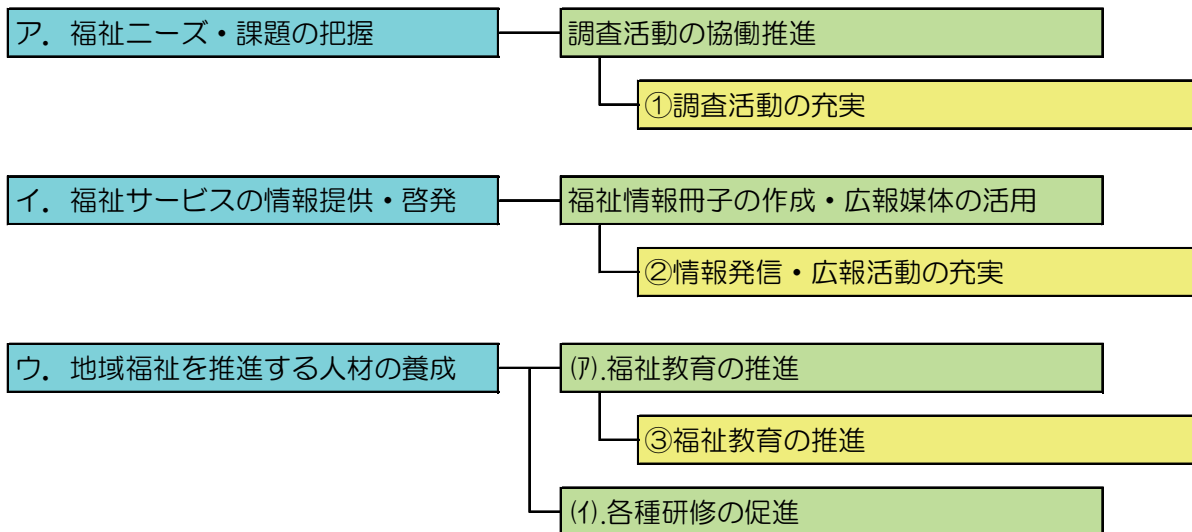 ア．福祉ニーズ・課題の把握
調査活動の協働推進
①調査活動の充実
イ．福祉サービスの情報提供・啓発
福祉情報冊子の作成・広報媒体の活用
②情報発信・広報活動の充実
ウ．地域福祉を推進する人材の養成
㋐.福祉教育の推進
③福祉教育の推進
㋑.各種研修の促進